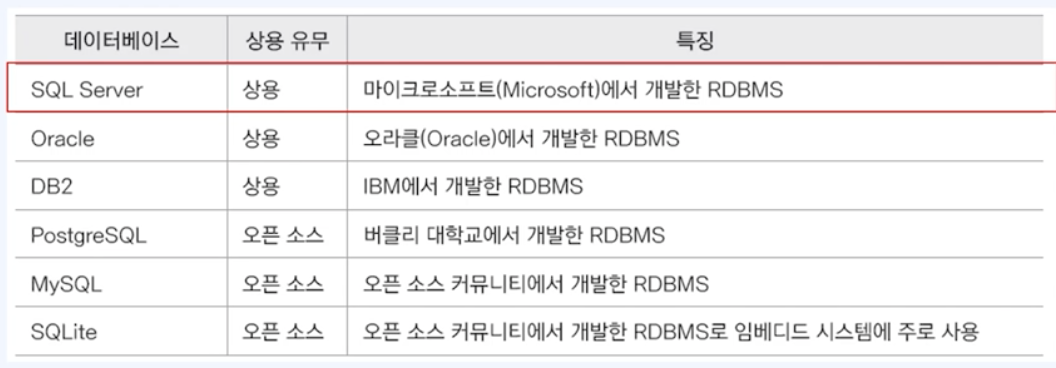 데이터베이스 상용 유무 특징
SQL Server 상용 마이크로소프트(Microsoft)에서 개발한 RDBMS
Oracle 상용 오라클(Oracle)에서 개발한 RDBMS
DB2 상용 IBM에서 개발한 RDBMS
PostgreSQL 오픈 소스 버클리 대학교에서 개발한 RDBMS
MySQL 오픈 소스 오픈 소스 커뮤니티에서 개발한 RDBMS
SQLite 오픈 소스 오픈 소스 커뮤니티에서 개발한 RDBMS로 임베디드 시스템에 주로 사용